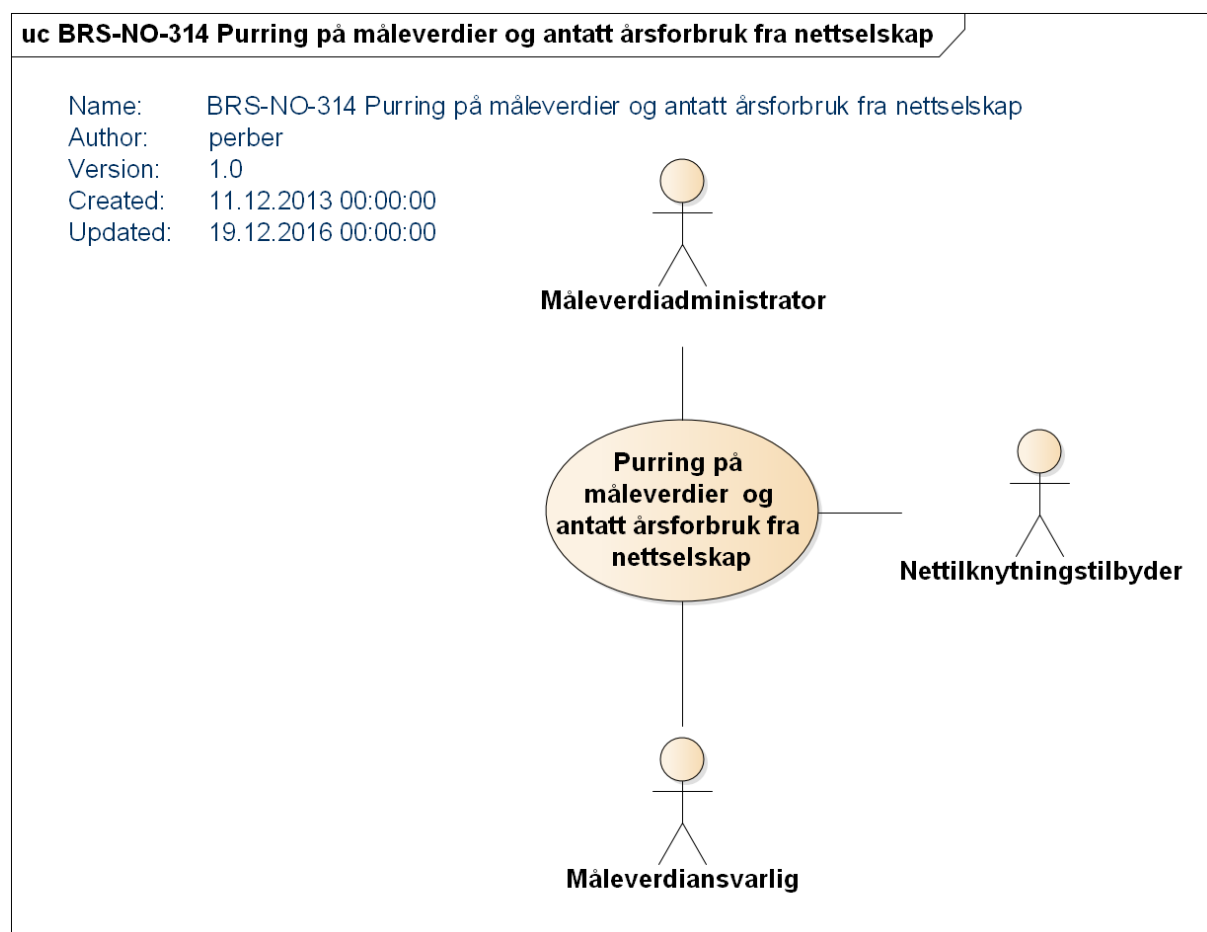 uc BRS-NO-314 Purring på måleverdier og antatt årsforbruk fra nettselskap
Name: BRS-NO-314 Purring på måleverdier og antatt årsforbruk fra nettselskap
Author: perber
Version: 1.0
Created: 11.12.2013 00:00:00
Updated: 19.12.2016 00:00:00
Måleverdiadministrator
Purring på
måleverdier og
antatt årsforbruk fra
nettselskap
Nettilknytningstilbyder
Måleverdiansvarlig